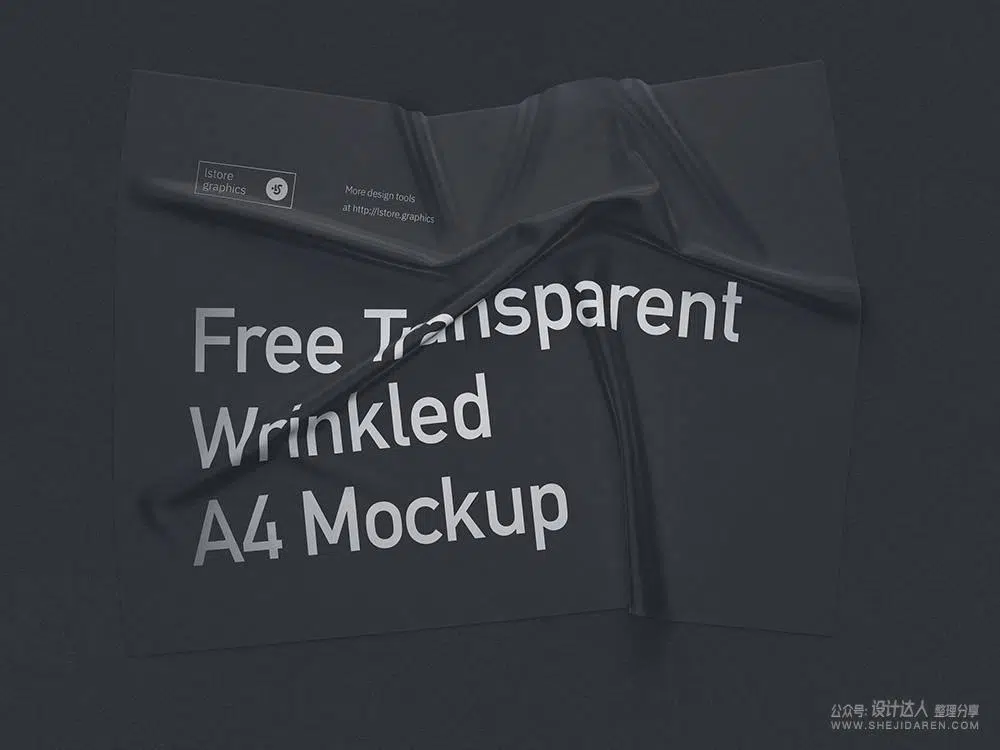 lstore
graphics
More design tools
at http://lstore.graphics
Free Transparent
Wrinkled
A4 Mockup
公众号: 设计达人 整理分享
WWW.SHEJIDAREN.COM